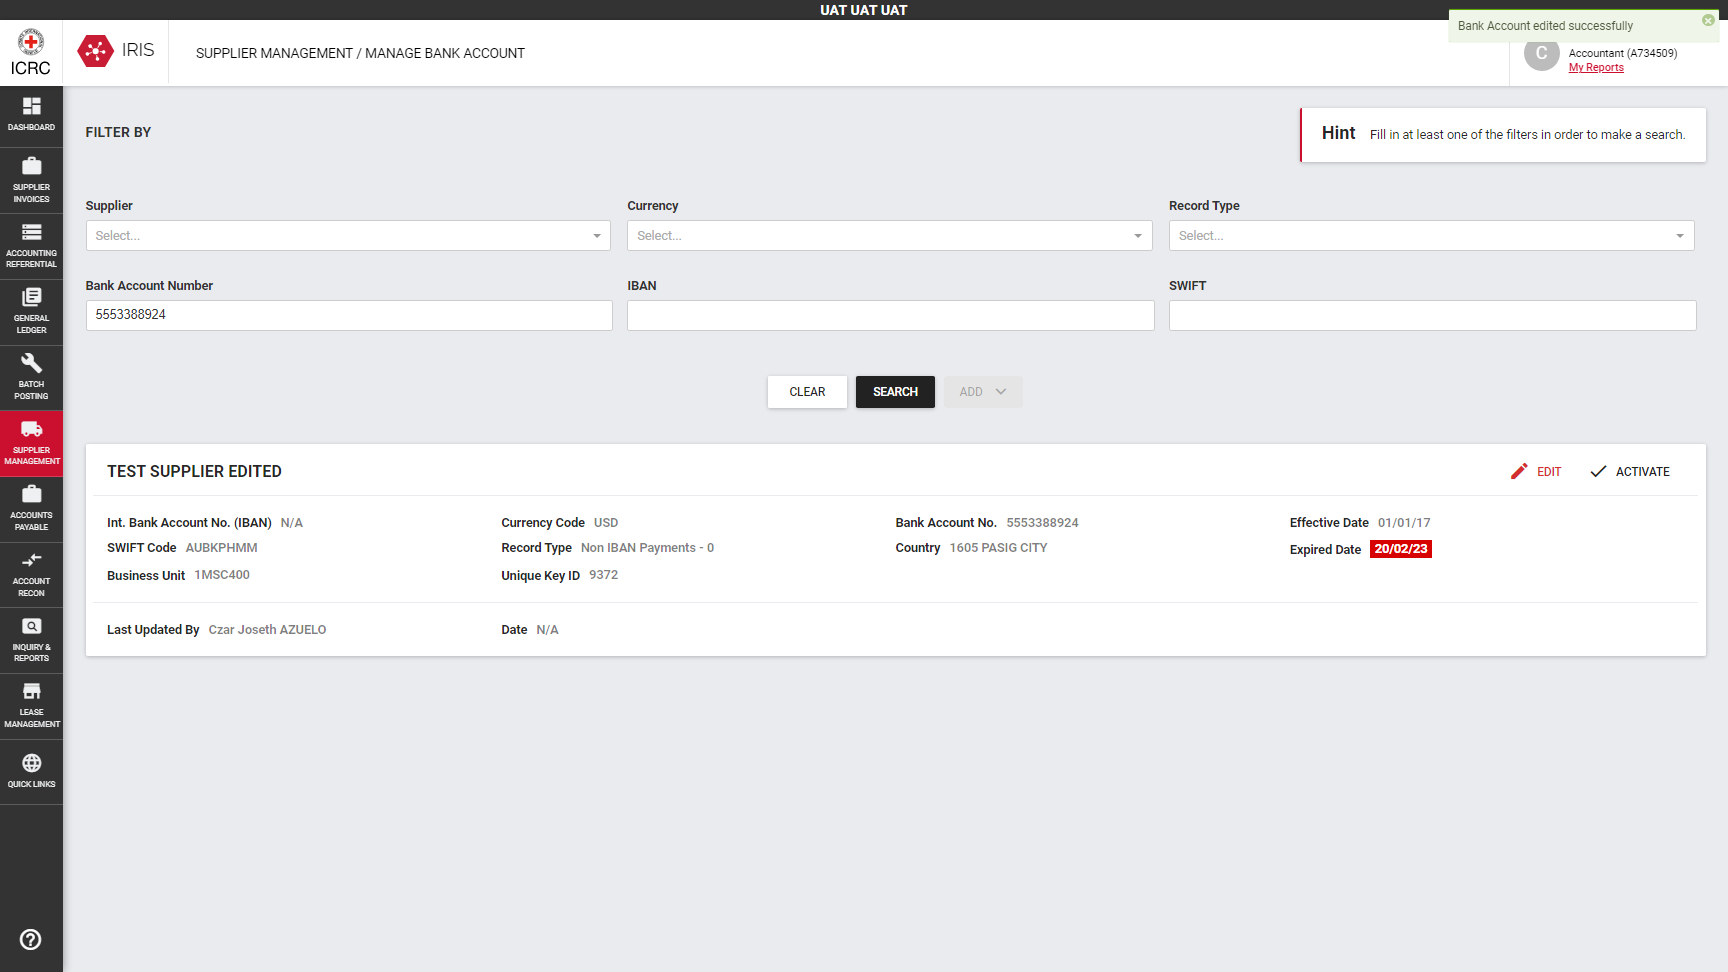 UAT UAT UAT
Bank Account edited successfully
ICRC
IRIS
SUPPLIER MANAGEMENT / MANAGE BANK ACCOUNT
C
Accountant (A734509)
My Reports
DASHBOARD
SUPPLIER
INVOICES
ACCOUNTING
REFERENTIAL
GENERAL
LEDGER
BATCH
POSTING
SUPPLIER
MANAGEMENT
ACCOUNTS
PAYABLE
ACCOUNT
RECON
INQUIRY &
REPORTS
LEASE
MANAGEMENT
QUICK LINKS
FILTER BY
Hint Fill in at least one of the filters in order to make a search.
Supplier Currency Record Type
Select... Select... Select...
Bank Account Number IBAN SWIFT
5553388924
CLEAR SEARCH ADD
TEST SUPPLIER EDITED EDIT ACTIVATE
Int. Bank Account No. (IBAN) N/A Currency Code USD Bank Account No. 5553388924 Effective Date 01/01/17
SWIFT Code AUBKPHMM Record Type Non IBAN Payments - 0 Country 1605 PASIG CITY Expired Date 20/02/23
Business Unit 1MSC400 Unique Key ID 9372
Last Updated By Czar Joseth AZUELO Date N/A